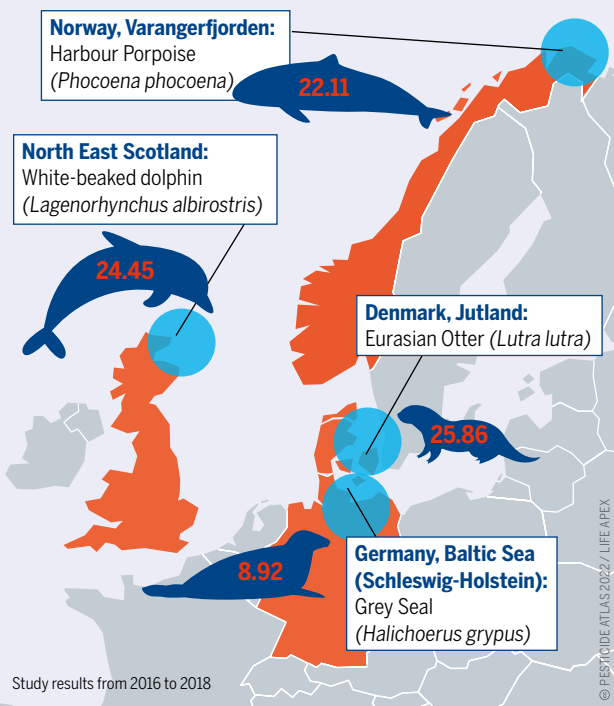 Norway, Varangerfjorden:
Harbour Porpoise
(Phocoena phocoena)
22.11
North East Scotland:
White-beaked dolphin
(Lagenorhynchus albirostris)
24.45
Denmark, Jutland:
Eurasian Otter (Lutra lutra)
25.86
8.92
Germany, Baltic Sea
(Schleswig-Holstein):
Grey Seal
(Halichoerus grypus)
Study results from 2016 to 2018
© PESTICIDE ATLAS 2022 / LIFE APEX